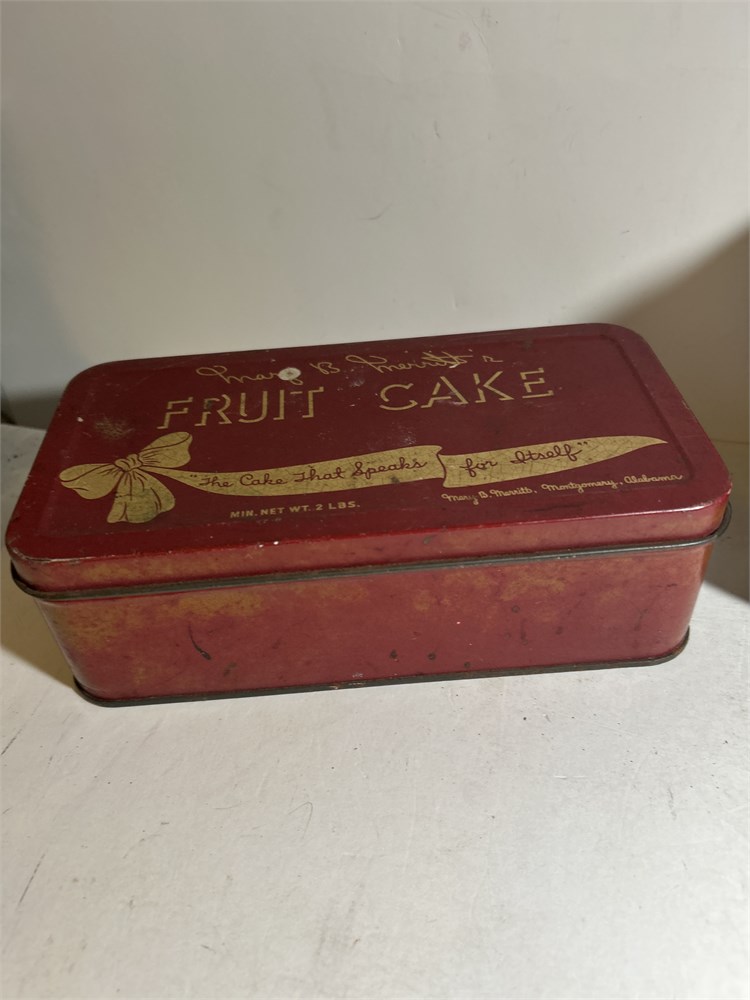 Mary B. Merritt's
FRUIT CAKE
"The Cake That Speaks for Itself"
Mary B. Merritt, Montgomery, Alabama
MIN. NET WT. 2 LBS.